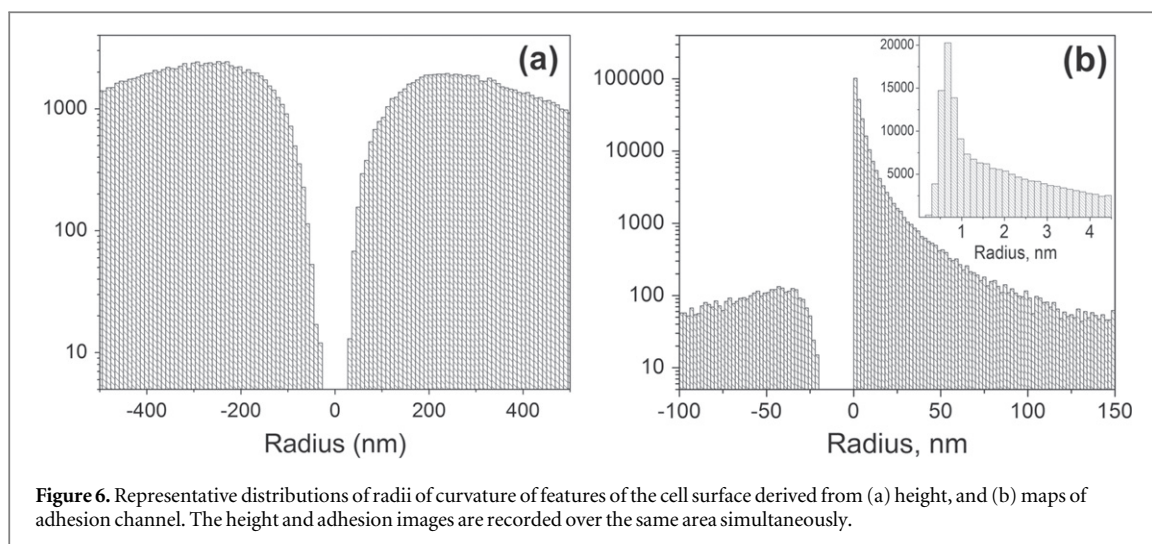 (a)
1000
100
10
-400 -200 0 200 400
Radius (nm)
(b)
100000
10000
1000
100
10
-100 -50 0 50 100 150
Radius, nm
20000
15000
10000
5000
1 2 3 4
Radius, nm
Figure 6. Representative distributions of radii of curvature of features of the cell surface derived from (a) height, and (b) maps of
adhesion channel. The height and adhesion images are recorded over the same area simultaneously.